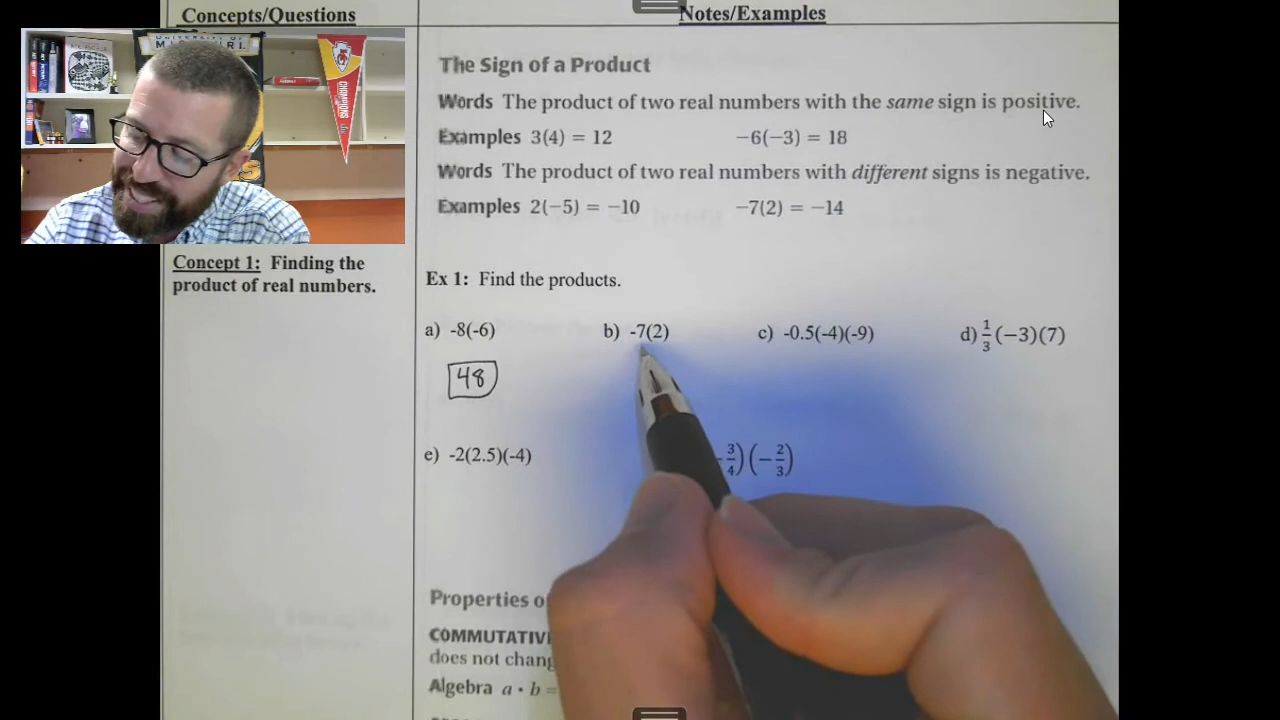 Concepts/Questions
Notes/Examples
The Sign of a Product
Words The product of two real numbers with the same sign is positive.
Examples 3(4) = 12 −6(−3) = 18
Words The product of two real numbers with different signs is negative.
Examples 2(−5) = −10 −7(2) = −14
CHAMPIONS
Concept 1: Finding the
product of real numbers.
Ex 1: Find the products.
a) -8(-6) b) -7(2) c) -0.5(-4)(-9) d) 1/3 (−3)(7)
48
e) -2(2.5)(-4) 3/4)(−2/3)
Properties o
COMMUTATIV
does not chang
Algebra a · b =